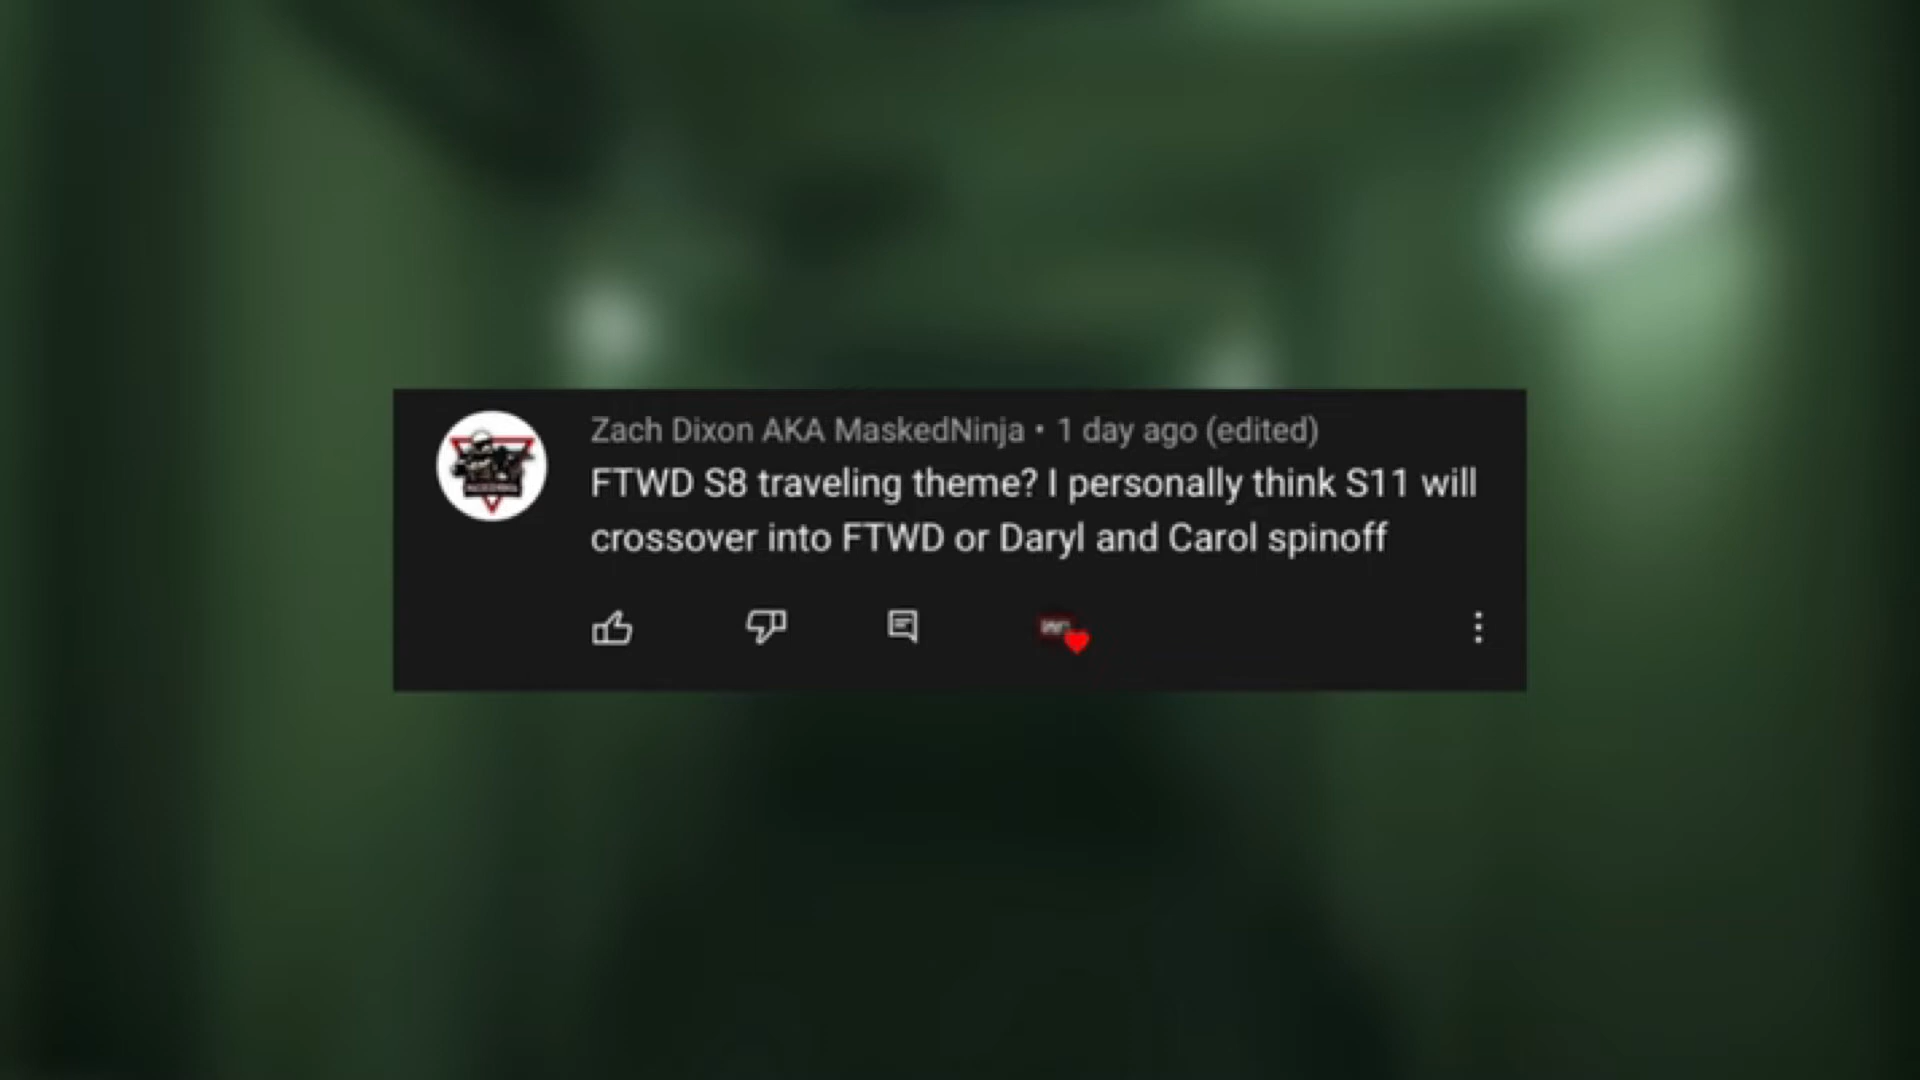 Zach Dixon AKA MaskedNinja • 1 day ago (edited)
FTWD S8 traveling theme? I personally think S11 will
crossover into FTWD or Daryl and Carol spinoff